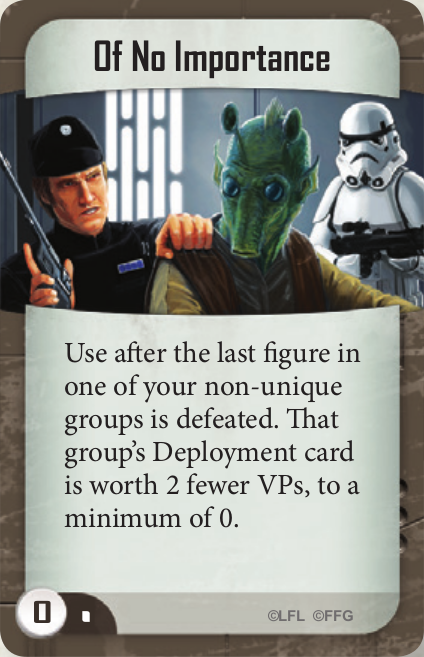 Of No Importance
Use after the last figure in
one of your non-unique
groups is defeated. That
group's Deployment card
is worth 2 fewer VPs, to a
minimum of 0.
0
©LFL ©FFG